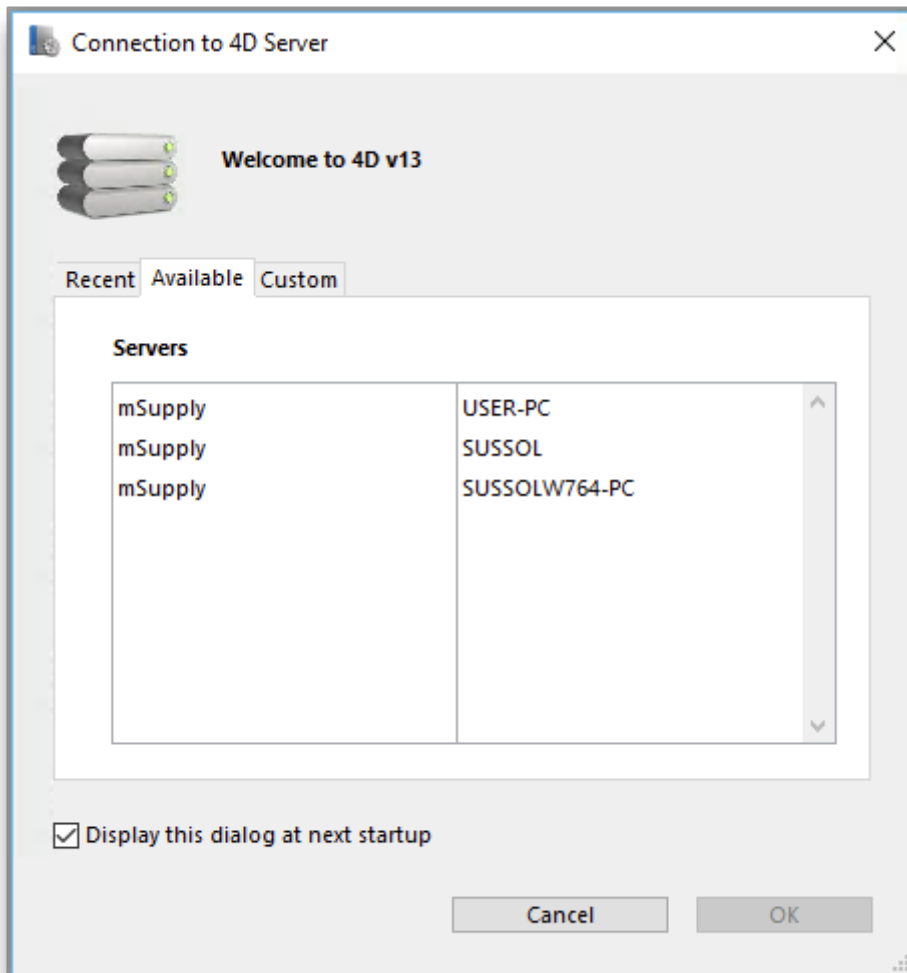 Connection to 4D Server
Welcome to 4D v13
Recent Available Custom
Servers
mSupply USER-PC
mSupply SUSSOL
mSupply SUSSOLW764-PC
Display this dialog at next startup
Cancel OK